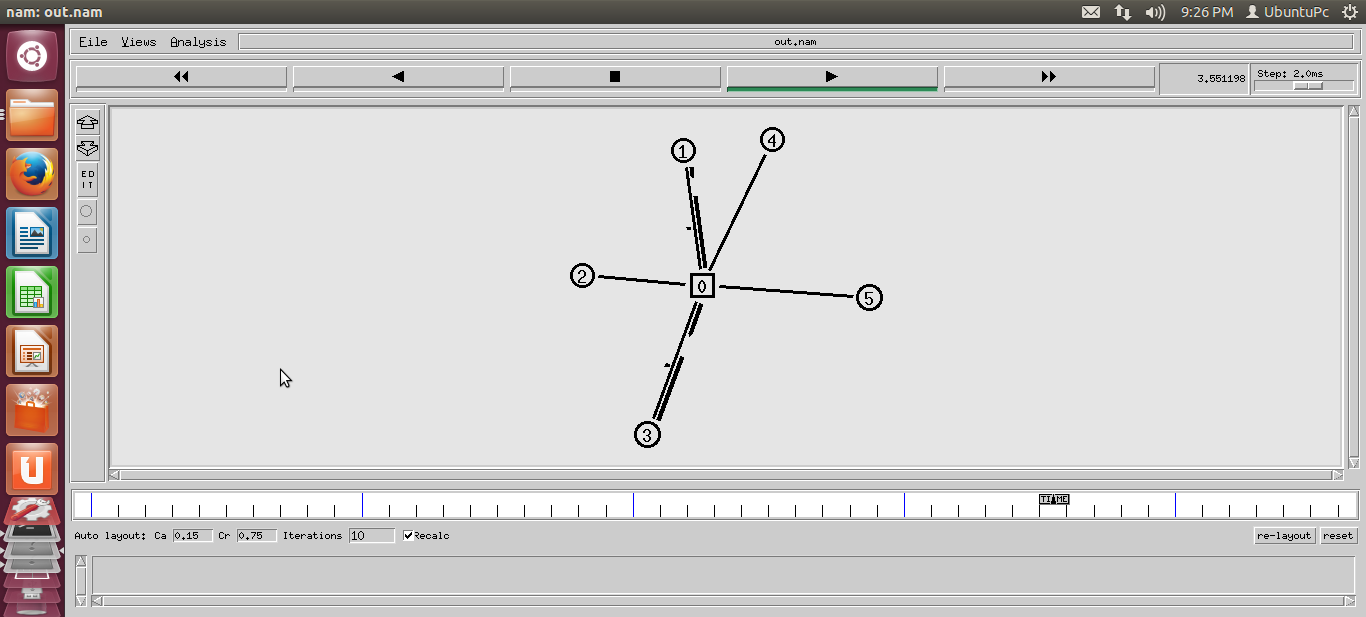 nam: out.nam
9:26 PM UbuntuPc
File Views Analysis out.nam
3.551198 Step: 2.0ms
ED
IT
1
4
2
0
5
3
TIME
Auto layout: Ca 0.15 Cr 0.75 Iterations 10 Recalc re-layout reset